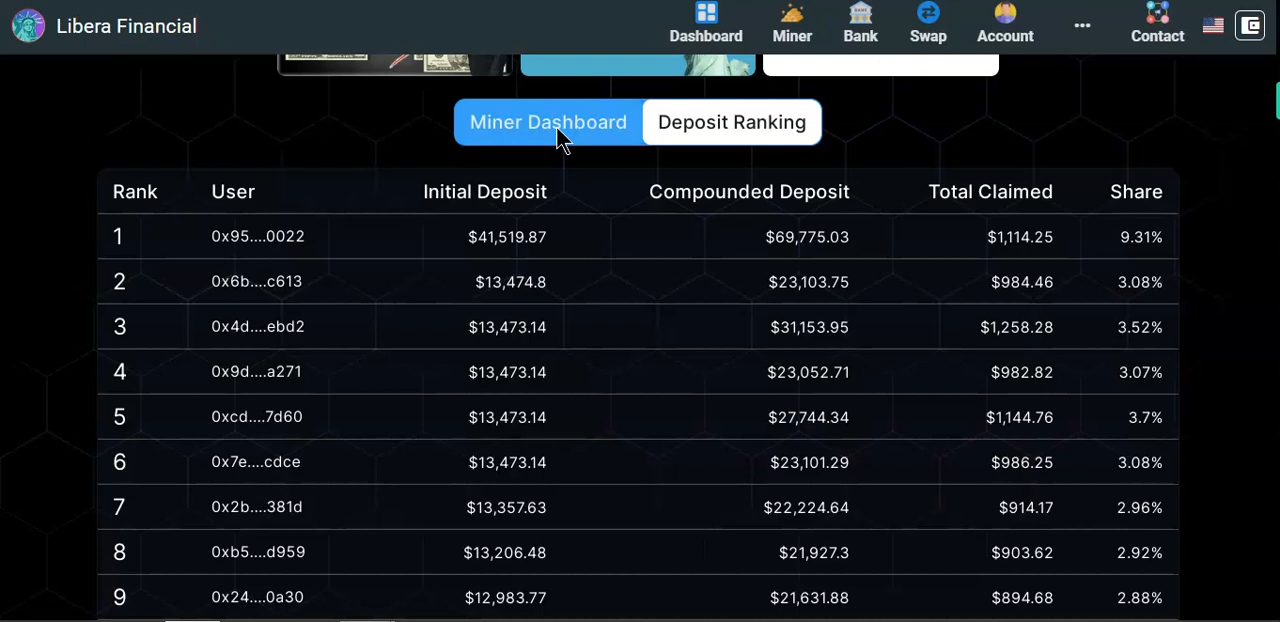 Libera Financial
Dashboard Miner Bank Swap Account ... Contact
Miner Dashboard Deposit Ranking
Rank User Initial Deposit Compounded Deposit Total Claimed Share
1 0x95....0022 $41,519.87 $69,775.03 $1,114.25 9.31%
2 0x6b....c613 $13,474.8 $23,103.75 $984.46 3.08%
3 0x4d....ebd2 $13,473.14 $31,153.95 $1,258.28 3.52%
4 0x9d....a271 $13,473.14 $23,052.71 $982.82 3.07%
5 0xcd....7d60 $13,473.14 $27,744.34 $1,144.76 3.7%
6 0x7e....cdce $13,473.14 $23,101.29 $986.25 3.08%
7 0x2b....381d $13,357.63 $22,224.64 $914.17 2.96%
8 0xb5....d959 $13,206.48 $21,927.3 $903.62 2.92%
9 0x24....0a30 $12,983.77 $21,631.88 $894.68 2.88%